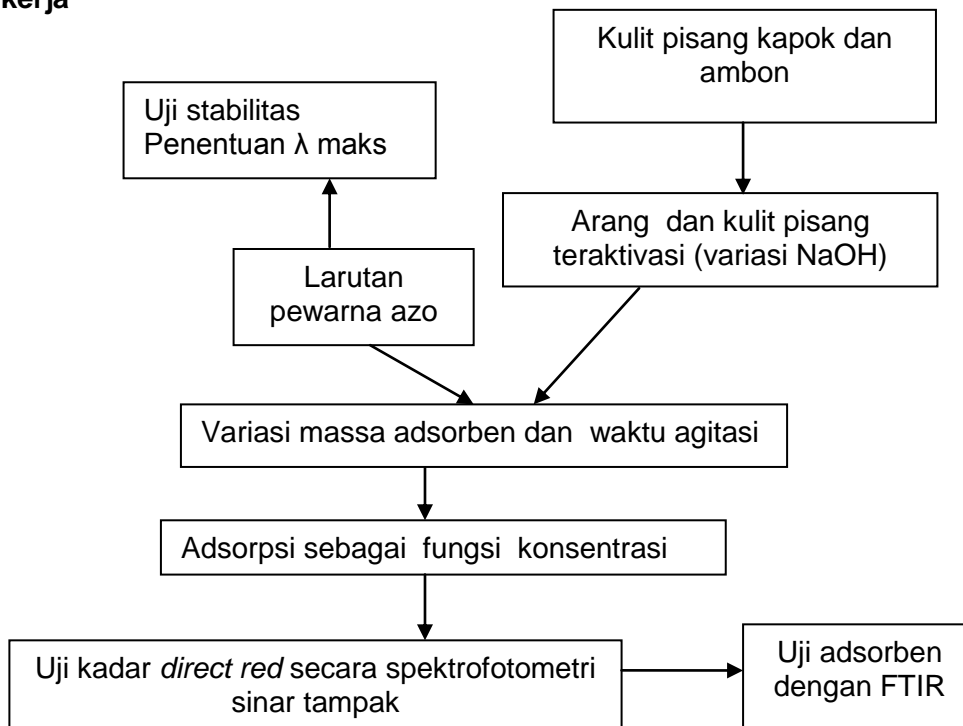 kerja
Kulit pisang kapok dan
ambon
Uji stabilitas
Penentuan λ maks
Arang dan kulit pisang
teraktivasi (variasi NaOH)
Larutan
pewarna azo
Variasi massa adsorben dan waktu agitasi
Adsorpsi sebagai fungsi konsentrasi
Uji kadar direct red secara spektrofotometri
sinar tampak
Uji adsorben
dengan FTIR